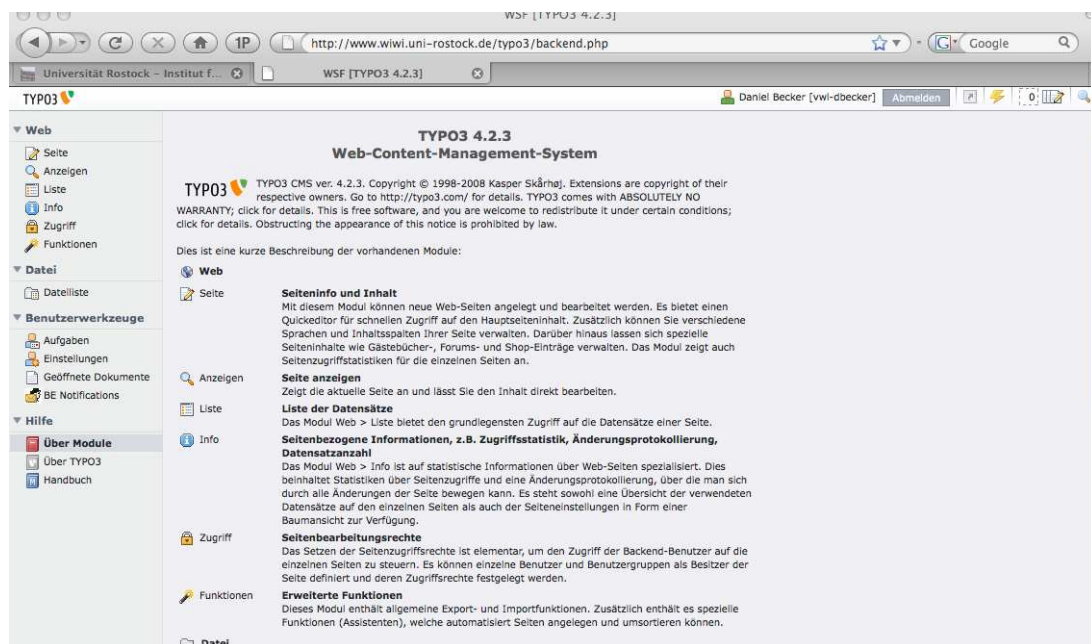 WSF [TYPO3 4.2.3]
1P
http://www.wiwi.uni-rostock.de/typo3/backend.php
G
Google
Universität Rostock – Institut f...
WSF [TYPO3 4.2.3]
TYPO3
Daniel Becker [vwl-dbecker]
Abmelden
0
Web
Seite
Anzeigen
Liste
Info
Zugriff
Funktionen
Datei
Dateiliste
Benutzerwerkzeuge
Aufgaben
Einstellungen
Geöffnete Dokumente
BE Notifications
Hilfe
Über Module
Über TYPO3
Handbuch
TYPO3 4.2.3
Web-Content-Management-System
TYPO3
TYPO3 CMS ver. 4.2.3. Copyright © 1998-2008 Kasper Skårhøj. Extensions are copyright of their
respective owners. Go to http://typo3.com/ for details. TYPO3 comes with ABSOLUTELY NO
WARRANTY; click for details. This is free software, and you are welcome to redistribute it under certain conditions;
click for details. Obstructing the appearance of this notice is prohibited by law.
Dies ist eine kurze Beschreibung der vorhandenen Module:
Web
Seite
Seiteninfo und Inhalt
Mit diesem Modul können neue Web-Seiten angelegt und bearbeitet werden. Es bietet einen
Quickeditor für schnellen Zugriff auf den Hauptseiteninhalt. Zusätzlich können Sie verschiedene
Sprachen und Inhaltspalten Ihrer Seite verwalten. Darüber hinaus lassen sich spezielle
Seiteninhalte wie Gästebücher-, Forums- und Shop-Einträge verwalten. Das Modul zeigt auch
Seitenzugriffstatistiken für die einzelnen Seiten an.
Anzeigen
Seite anzeigen
Zeigt die aktuelle Seite an und lässt Sie den Inhalt direkt bearbeiten.
Liste
Liste der Datensätze
Das Modul Web > Liste bietet den grundlegensten Zugriff auf die Datensätze einer Seite.
Info
Seitenbezogene Informationen, z.B. Zugriffsstatistik, Änderungsprotokollierung,
Datensatzanzahl
Das Modul Web > Info ist auf statistische Informationen über Web-Seiten spezialisiert. Dies
beinhaltet Statistiken über Seitenzugriffe und eine Änderungsprotokollierung, über die man sich
durch alle Änderungen der Seite bewegen kann. Es steht sowohl eine Übersicht der verwendeten
Datensätze auf den einzelnen Seiten als auch der Seiteneinstellungen in Form einer
Baumansicht zur Verfügung.
Zugriff
Seitenbearbeitungsrechte
Das Setzen der Seitenzugriffsrechte ist elementar, um den Zugriff der Backend-Benutzer auf die
einzelnen Seiten zu steuern. Es können einzelne Benutzer und Benutzergruppen als Besitzer der
Seite definiert und deren Zugriffsrechte festgelegt werden.
Funktionen
Erweiterte Funktionen
Dieses Modul enthält allgemeine Export- und Importfunktionen. Zusätzlich enthält es spezielle
Funktionen (Assistenten), welche automatisiert Seiten angelegen und umsortieren können.
Datei